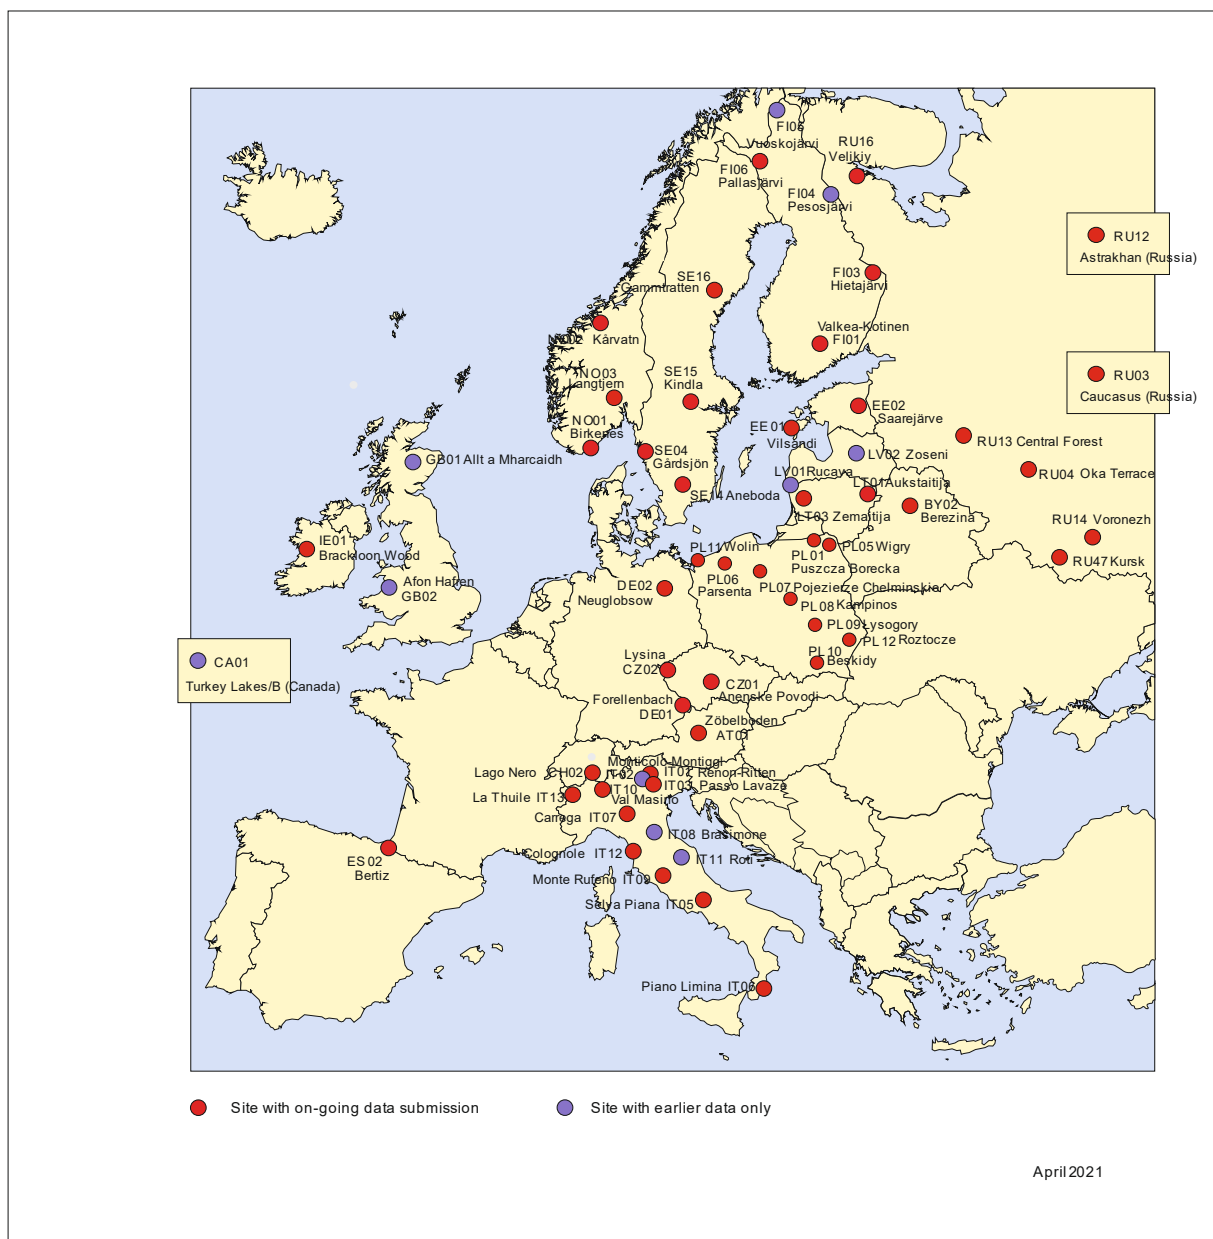 FI05
Vuoskojärvi
RU16
Velikiy
FI06
Pallasjärvi
FI04
Pesosjärvi
RU12
Astrakhan (Russia)
FI03
Hietajärvi
SE16
Gammtratten
Valkea-Kotinen
FI01
NO02 Kårvatn
RU03
Caucasus (Russia)
NO03
Langtjern
SE15
Kindla
EE02
Saarejärve
NO01
Birkenes
EE01
Vilsandi
RU13 Central Forest
SE04
Gårdsjön
LV02 Zoseni
GB01 Allt a Mharcaidh
LV01 Rucava
RU04 Oka Terrace
LT01 Aukstaitija
SE14 Aneboda
BY02
Berezina
LT03 Zemaitija
RU14 Voronezh
IE01
Brackloon Wood
PL11 Wolin
PL01
Puszcza Borecka
PL05 Wigry
RU47 Kursk
PL06
Parsenta
Afon Hafren
GB02
DE02
Neuglobsow
PL07 Pojezierze Chelminskie
PL08 Kampinos
PL09 Lysogory
PL12 Roztocze
PL10
Beskidy
CA01
Turkey Lakes/B (Canada)
Lysina
CZ02
CZ01
Anenske Povodi
Forellenbach
DE01
Zöbelboden
AT01
Monticolo-Montiggl
IT02
Lago Nero CH02
IT01 Renon-Ritten
IT03 Passo Lavaze
La Thuile IT13
IT10
Val Masino
Carrega IT07
IT08 Brasimone
Colognole IT12
IT11 Roti
ES02
Bertiz
Monte Rufeno IT09
Selva Piana IT05
Piano Limina IT06
Site with on-going data submission
Site with earlier data only
April 2021